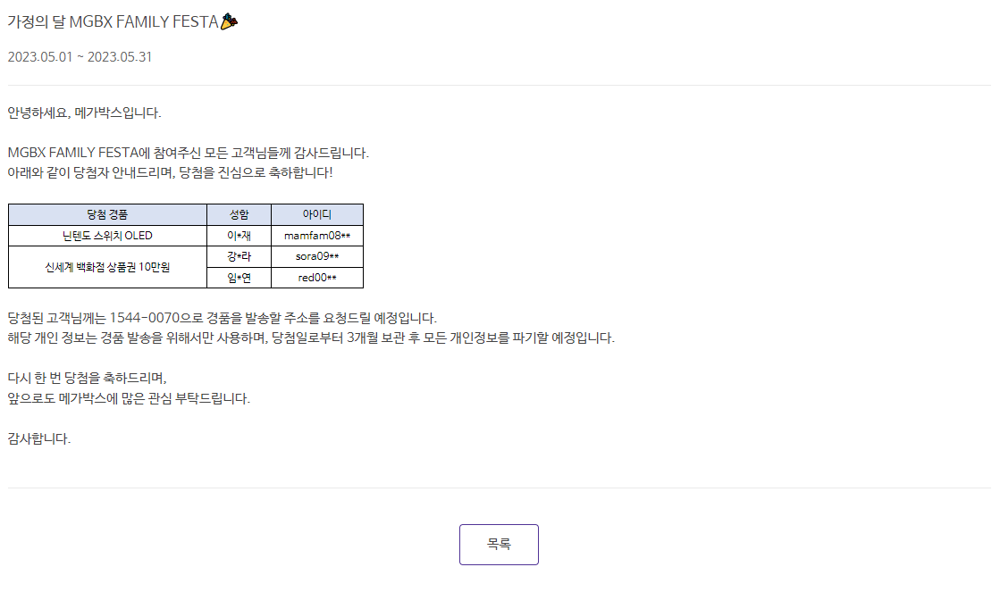 가정의 달 MGBX FAMILY FESTA🎉
2023.05.01 ~ 2023.05.31
안녕하세요, 메가박스입니다.
MGBX FAMILY FESTA에 참여주신 모든 고객님들께 감사드립니다.
아래와 같이 당첨자 안내드리며, 당첨을 진심으로 축하합니다!
당첨 경품 성함 아이디
닌텐도 스위치 OLED 이*재 mamfam08**
신세계 백화점 상품권 10만원 강*라 sora09**
임*연 red00**
당첨된 고객님께는 1544-0070으로 경품을 발송할 주소를 요청드릴 예정입니다.
해당 개인 정보는 경품 발송을 위해서만 사용하며, 당첨일로부터 3개월 보관 후 모든 개인정보를 파기할 예정입니다.
다시 한 번 당첨을 축하드리며,
앞으로도 메가박스에 많은 관심 부탁드립니다.
감사합니다.
목록